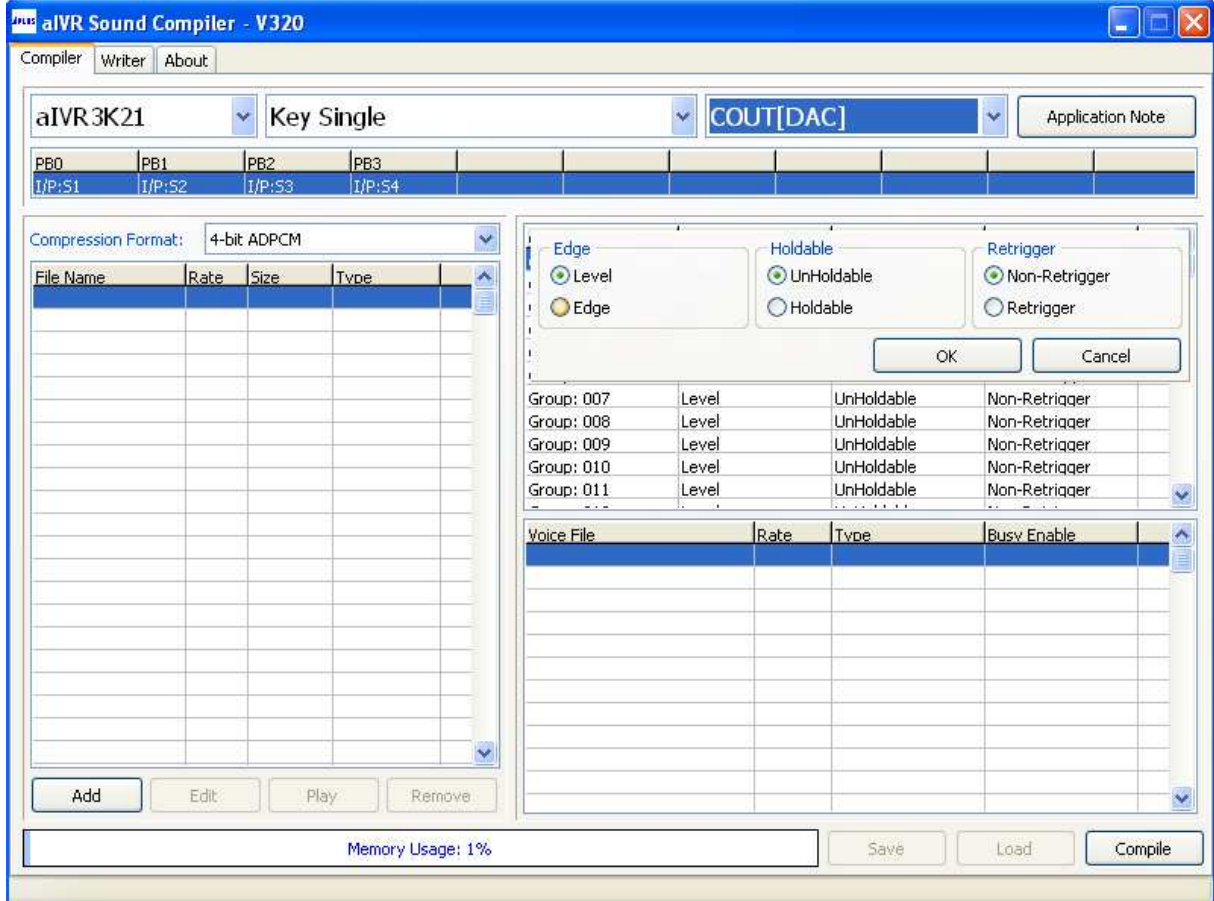 APLUS aIVR Sound Compiler - V320
Compiler Writer About
aIVR3K21 Key Single COUT[DAC] Application Note
PB0 PB1 PB2 PB3
I/P:S1 I/P:S2 I/P:S3 I/P:S4
Compression Format: 4-bit ADPCM
File Name Rate Size Type
Edge Holdable Retrigger
Level UnHoldable Non-Retrigger
Edge Holdable Retrigger
OK Cancel
Group: 007 Level UnHoldable Non-Retrigger
Group: 008 Level UnHoldable Non-Retrigger
Group: 009 Level UnHoldable Non-Retrigger
Group: 010 Level UnHoldable Non-Retrigger
Group: 011 Level UnHoldable Non-Retrigger
Voice File Rate Type Busy Enable
Add Edit Play Remove
Memory Usage: 1% Save Load Compile